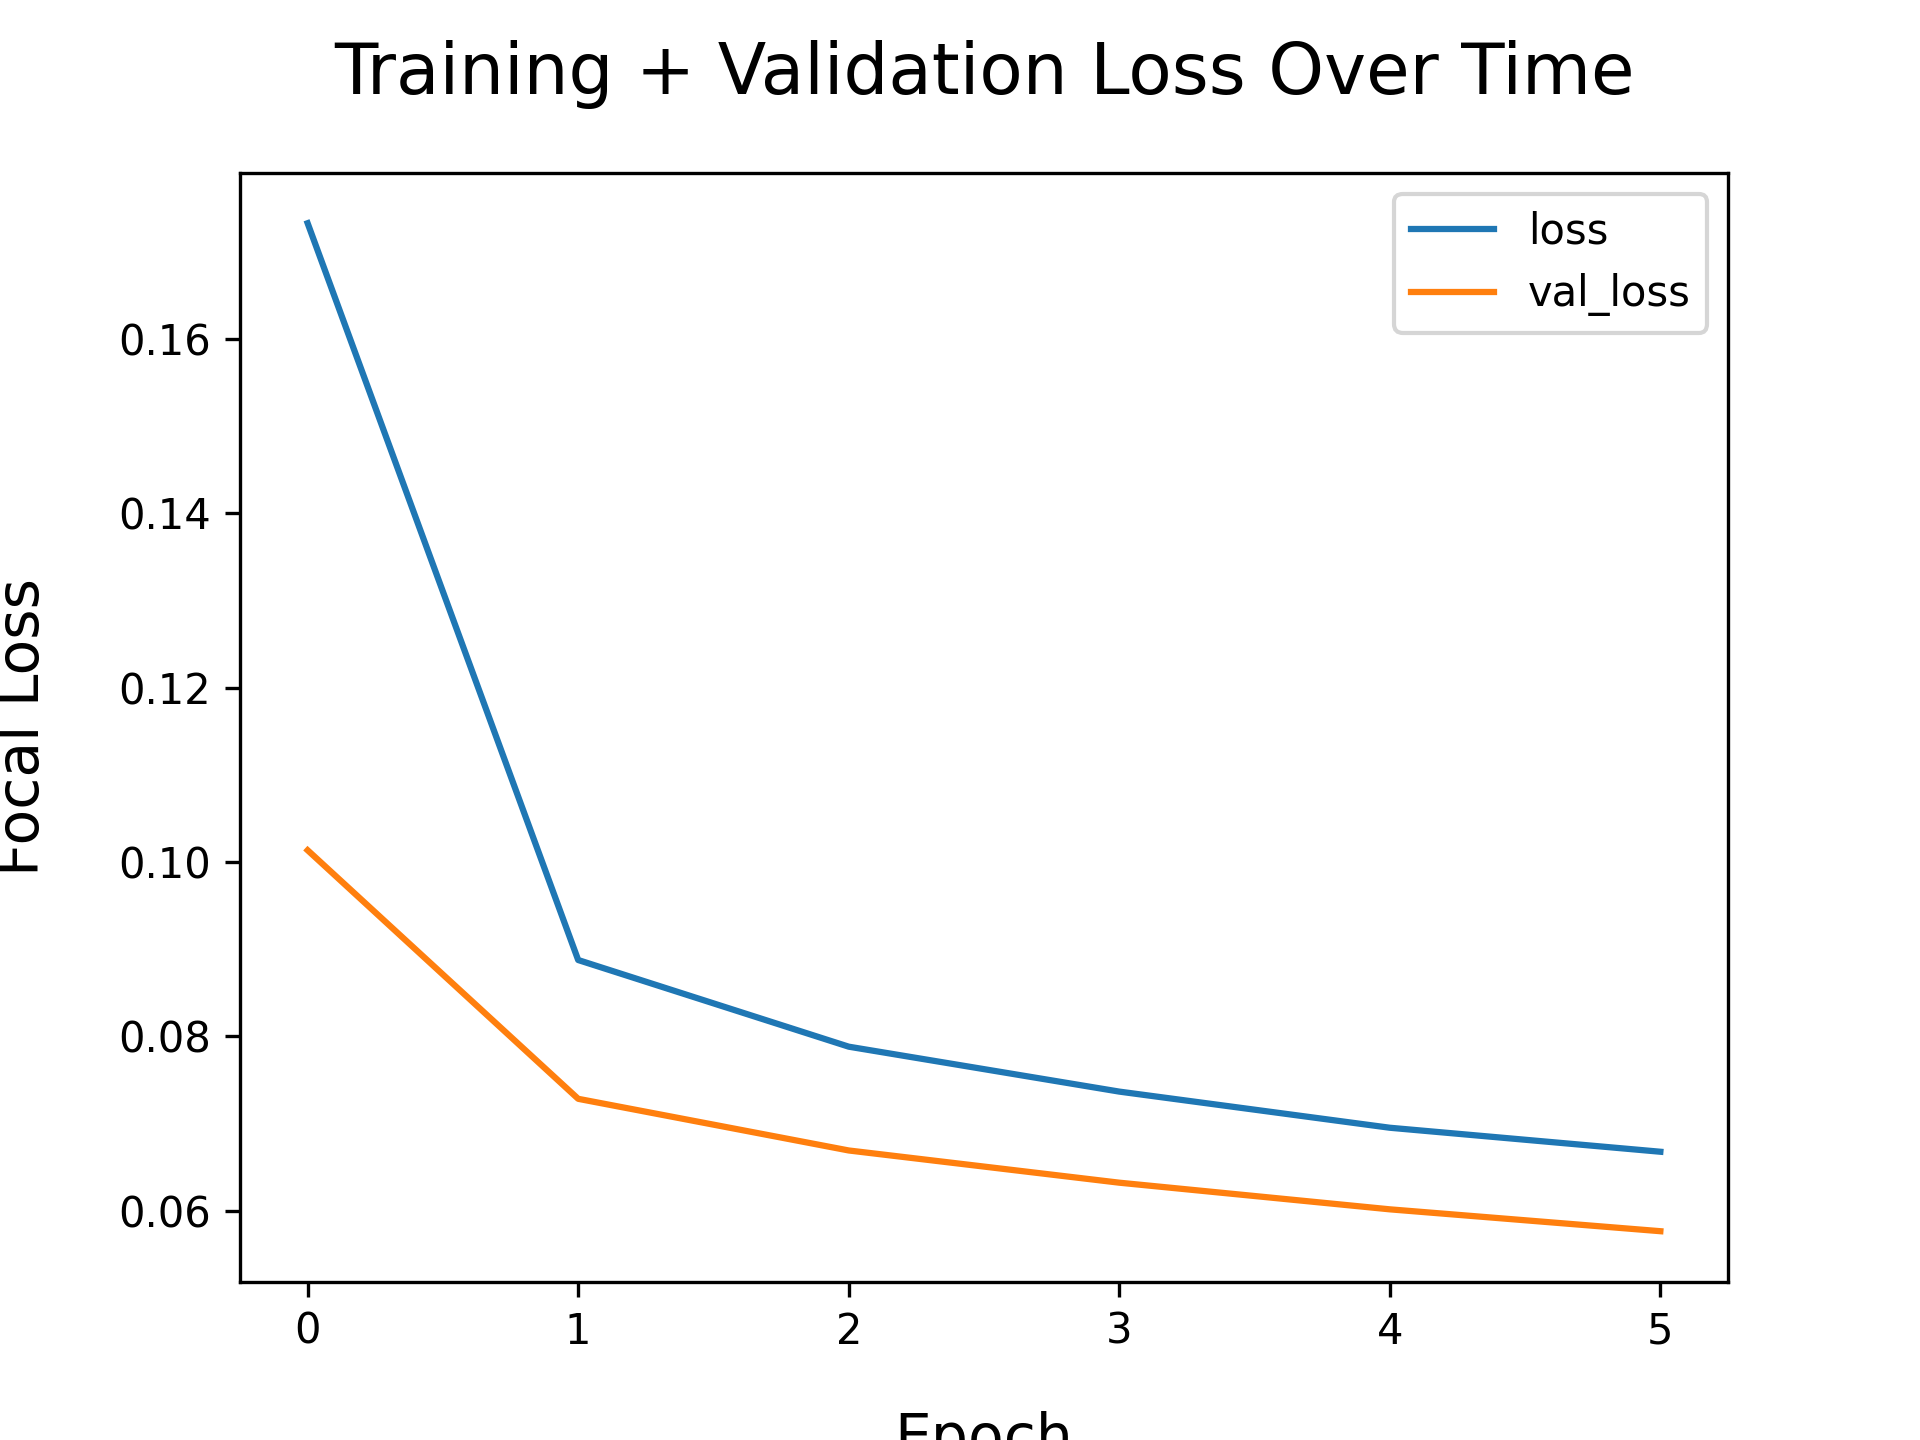 Training + Validation Loss Over Time
loss
val_loss
Focal Loss
0.16
0.14
0.12
0.10
0.08
0.06
0 1 2 3 4 5
Epoch